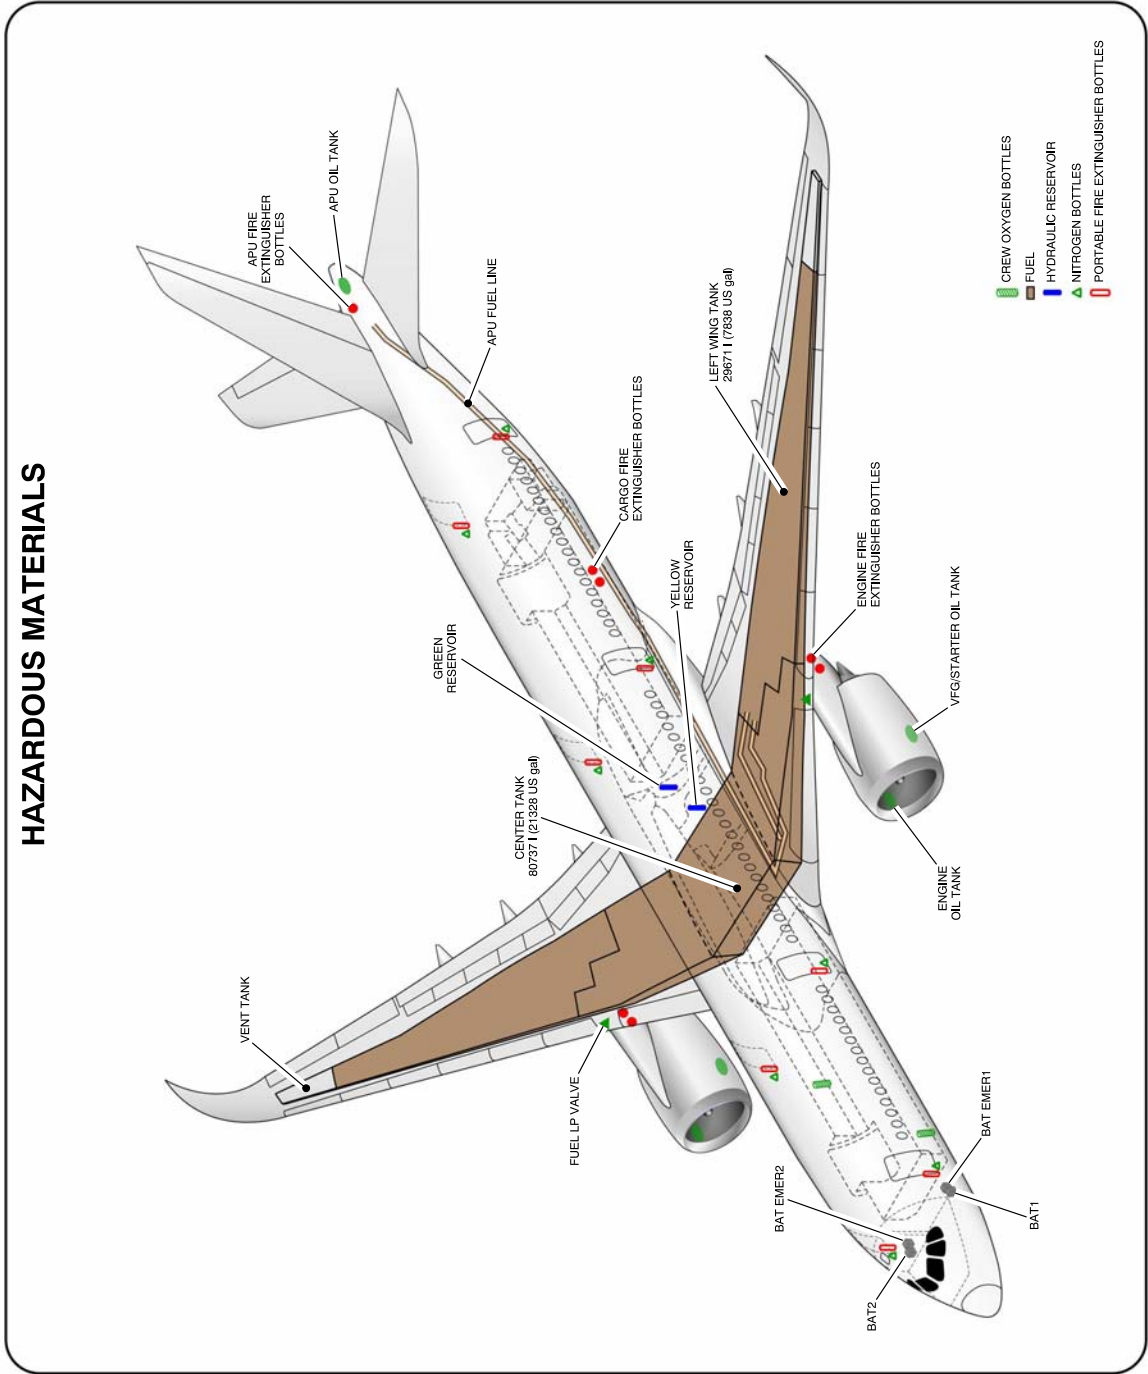 HAZARDOUS MATERIALS
APU FIRE
EXTINGUISHER
BOTTLES
APU OIL TANK
APU FUEL LINE
CARGO FIRE
EXTINGUISHER BOTTLES
LEFT WING TANK
29671 l (7838 US gal)
GREEN
RESERVOIR
YELLOW
RESERVOIR
ENGINE FIRE
EXTINGUISHER BOTTLES
VFG/STARTER OIL TANK
CENTER TANK
80737 l (21328 US gal)
ENGINE
OIL TANK
VENT TANK
FUEL LP VALVE
BAT EMER2
BAT2
BAT EMER1
BAT1
CREW OXYGEN BOTTLES
FUEL
HYDRAULIC RESERVOIR
NITROGEN BOTTLES
PORTABLE FIRE EXTINGUISHER BOTTLES